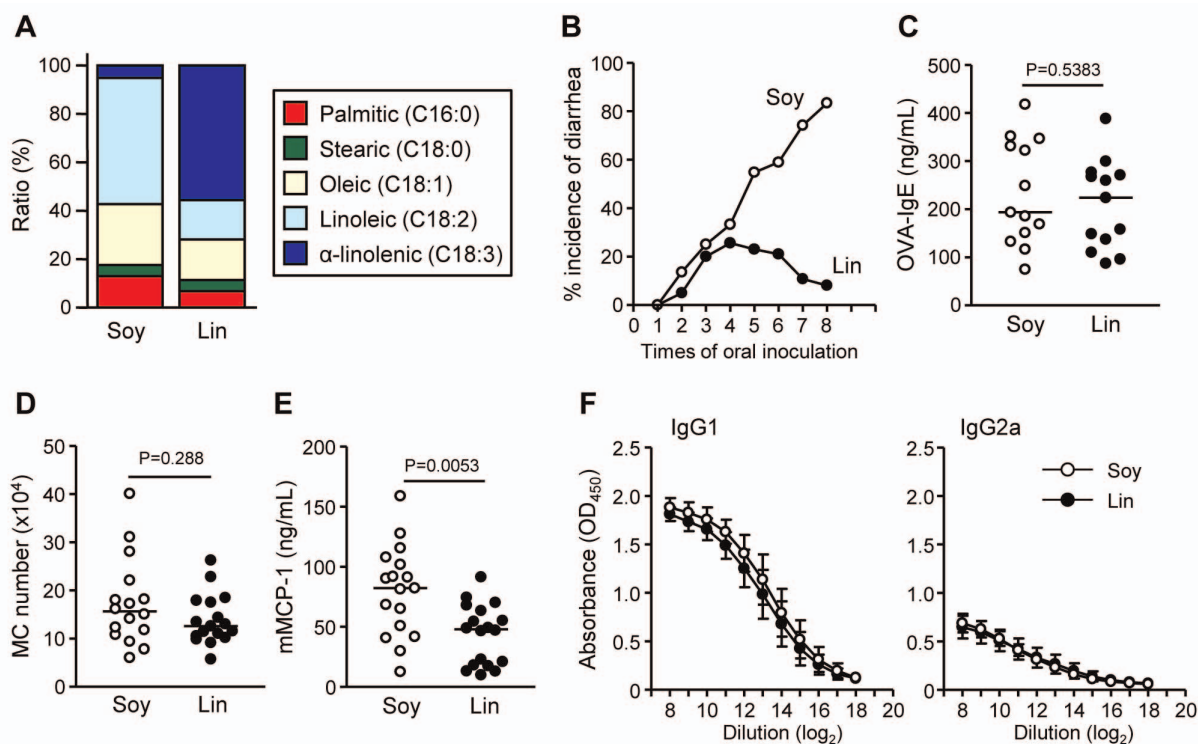 A
100
80
60
40
20
0
Ratio (%)
Soy
Lin
Palmitic (C16:0)
Stearic (C18:0)
Oleic (C18:1)
Linoleic (C18:2)
α-linolenic (C18:3)
B
100
80
60
40
20
0
% incidence of diarrhea
Soy
Lin
0 1 2 3 4 5 6 7 8
Times of oral inoculation
C
500
400
300
200
100
0
OVA-IgE (ng/mL)
P=0.5383
Soy
Lin
D
50
40
30
20
10
0
MC number (x10⁴)
P=0.288
Soy
Lin
E
200
150
100
50
0
mMCP-1 (ng/mL)
P=0.0053
Soy
Lin
F
IgG1
2.5
2.0
1.5
1.0
0.5
0
Absorbance (OD₄₅₀)
8 10 12 14 16 18 20
Dilution (log₂)
IgG2a
2.5
2.0
1.5
1.0
0.5
0
Soy
Lin
8 10 12 14 16 18 20
Dilution (log₂)